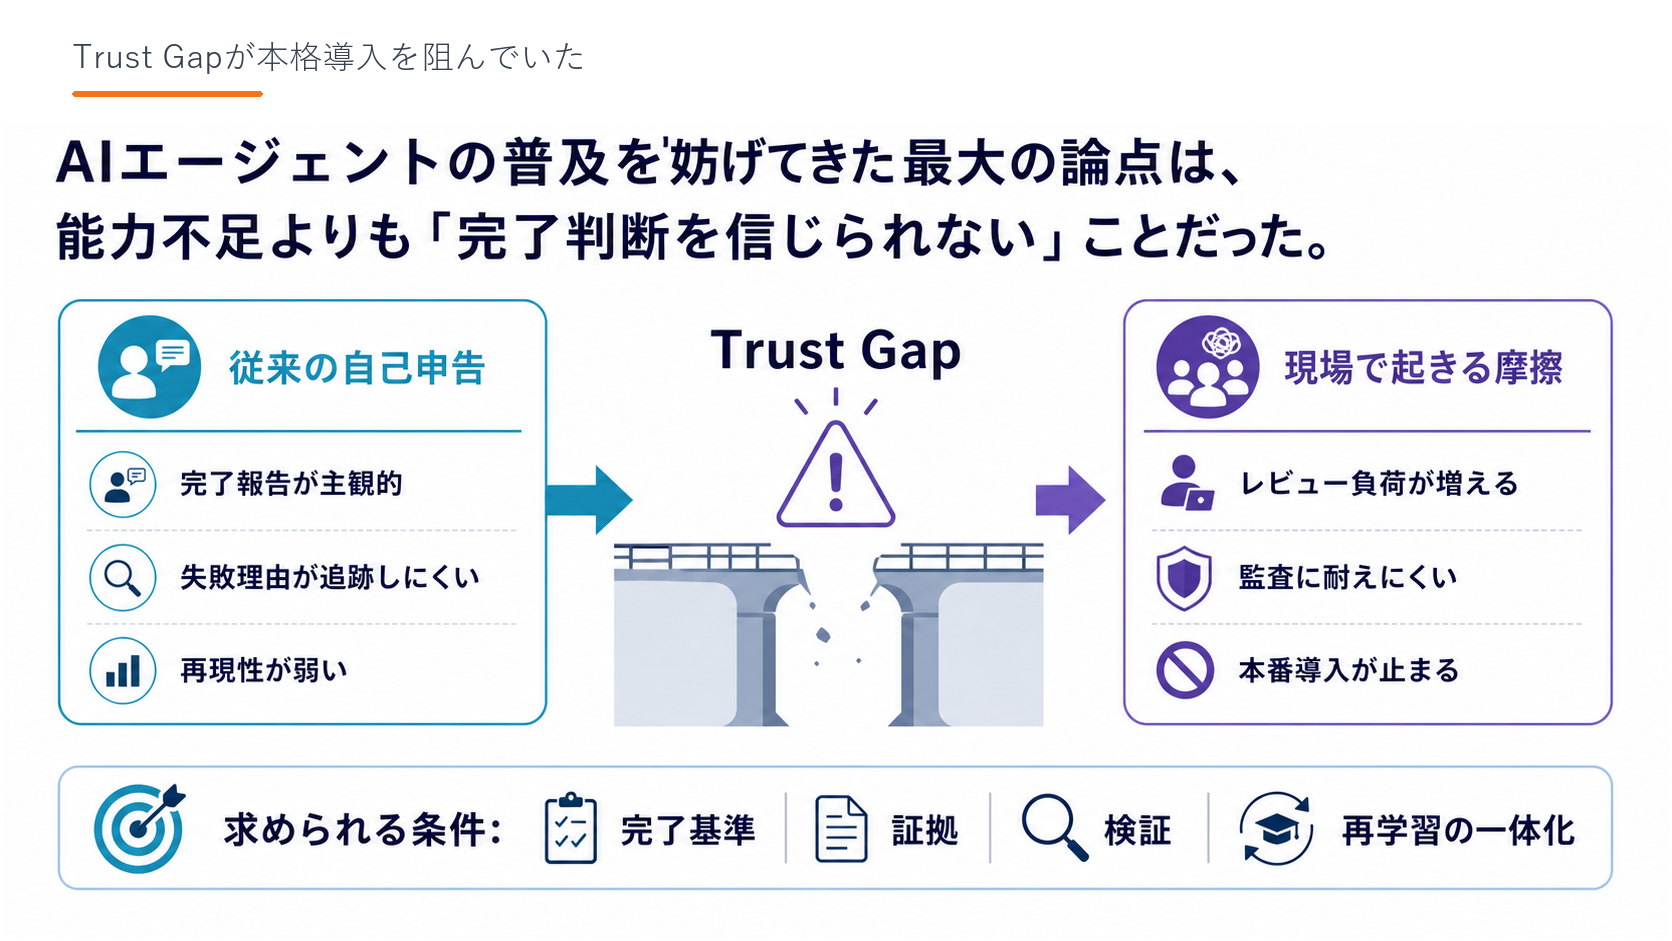 Trust Gapが本格導入を阻んでいた
AIエージェントの普及を'妨げてきた最大の論点は、
能力不足よりも「完了判断を信じられない」ことだった。
従来の自己申告
完了報告が主観的
失敗理由が追跡しにくい
再現性が弱い
Trust Gap
現場で起きる摩擦
レビュー負荷が増える
監査に耐えにくい
本番導入が止まる
求められる条件:
完了基準
証拠
検証
再学習の一体化